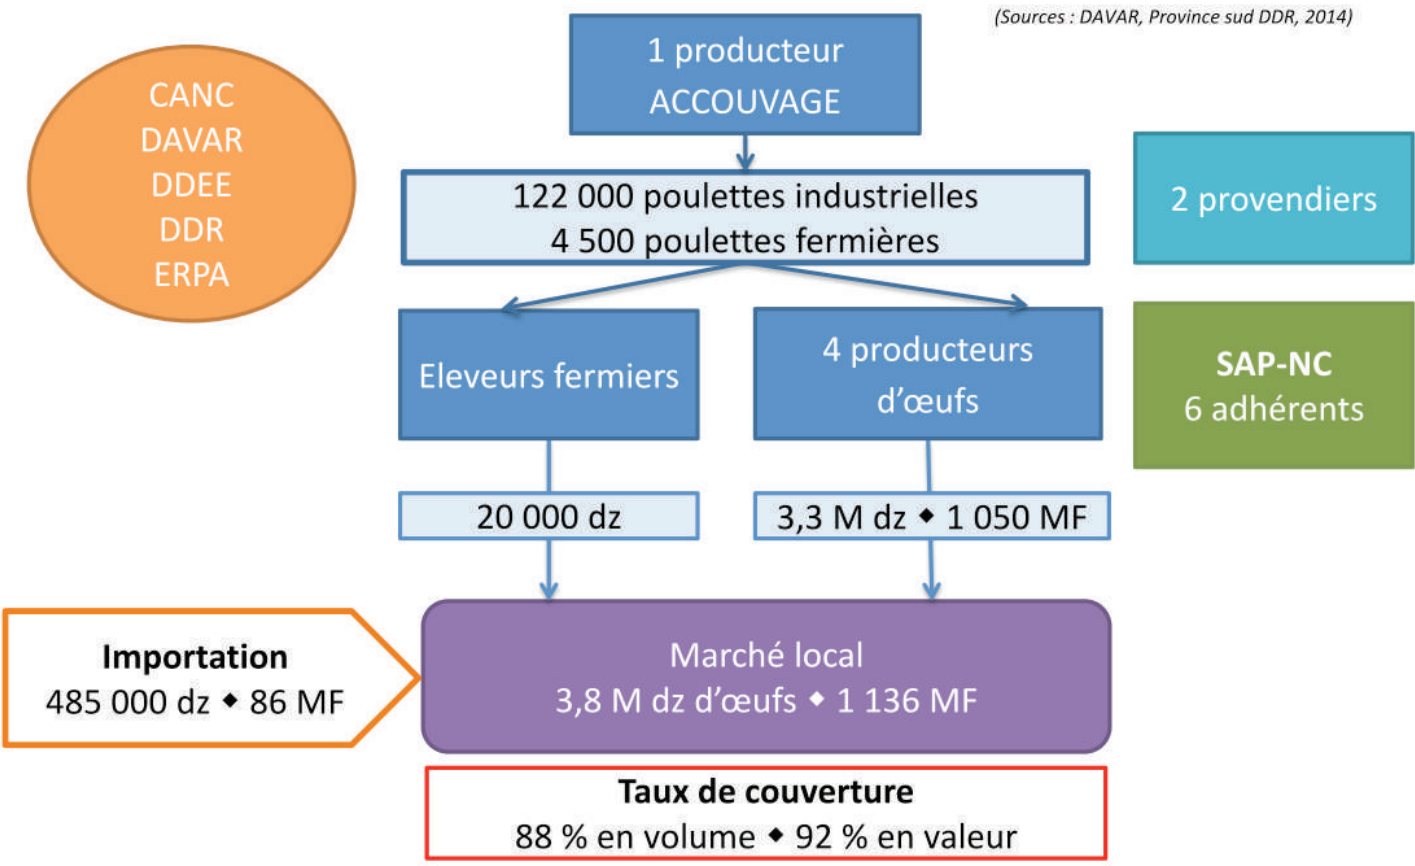 (Sources : DAVAR, Province sud DDR, 2014)
1 producteur
ACCOUVAGE
CANC
DAVAR
DDEE
DDR
ERPA
122 000 poulettes industrielles
4 500 poulettes fermières
2 provendiers
Eleveurs fermiers
4 producteurs
d’œufs
SAP-NC
6 adhérents
20 000 dz
3,3 M dz ◆ 1 050 MF
Importation
485 000 dz ◆ 86 MF
Marché local
3,8 M dz d’œufs ◆ 1 136 MF
Taux de couverture
88 % en volume ◆ 92 % en valeur